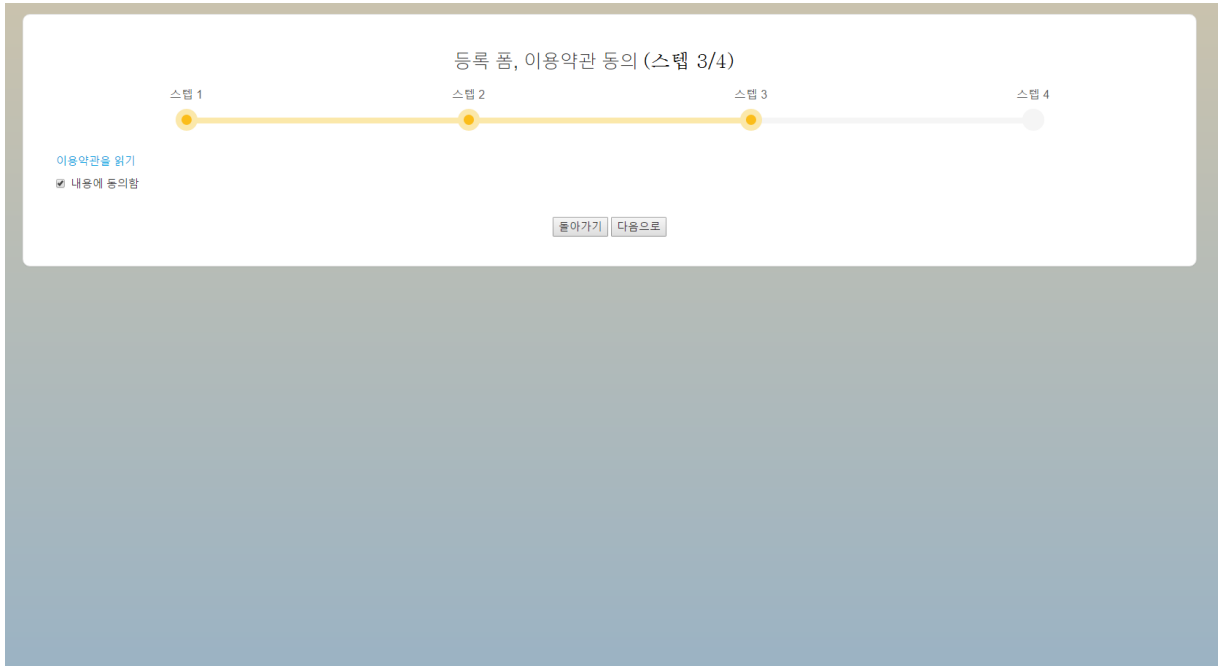 등록 폼, 이용약관 동의 (스텝 3/4)
스텝 1 스텝 2 스텝 3 스텝 4
이용약관을 읽기
내용에 동의함
돌아가기 다음으로